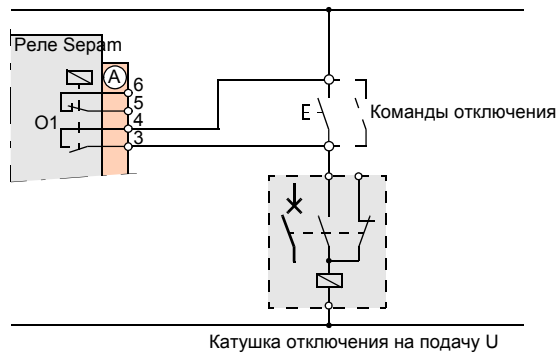 Реле Sepam
A
6
5
4
3
O1
E
Команды отключения
Катушка отключения на подачу U